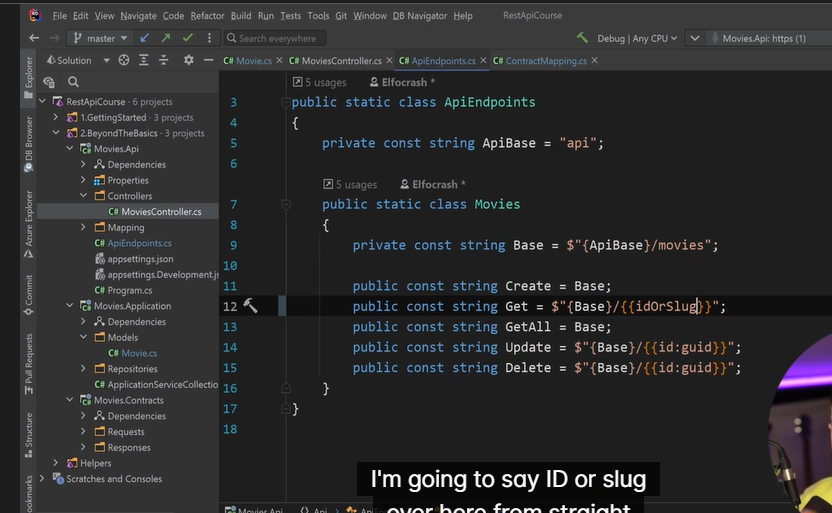 File Edit View Navigate Code Refactor Build Run Tests Tools Git Window DB Navigator Help RestApiCourse
master Search everywhere Debug | Any CPU Movies.Api: https (1)
Solution
Movie.cs MoviesController.cs ApiEndpoints.cs ContractMapping.cs
Explorer
DB Browser
Azure Explorer
Commit
Pull Requests
Structure
RestApiCourse · 6 projects
1.GettingStarted · 3 projects
2.BeyondTheBasics · 3 projects
Movies.Api
Dependencies
Properties
Controllers
MoviesController.cs
Mapping
ApiEndpoints.cs
appsettings.json
appsettings.Development.js
Program.cs
Movies.Application
Dependencies
Models
Movie.cs
Repositories
ApplicationServiceCollectio
Movies.Contracts
Dependencies
Requests
Responses
Helpers
Scratches and Consoles
5 usages Elfocrash *
3 public static class ApiEndpoints
4 {
5 private const string ApiBase = "api";
6
5 usages Elfocrash *
7 public static class Movies
8 {
9 private const string Base = $"{ApiBase}/movies";
10
11 public const string Create = Base;
12 public const string Get = $"{Base}/{{idOrSlug}}";
13 public const string GetAll = Base;
14 public const string Update = $"{Base}/{{id:guid}}";
15 public const string Delete = $"{Base}/{{id:guid}}";
16 }
17 }
18
I'm going to say ID or slug
over here from straight